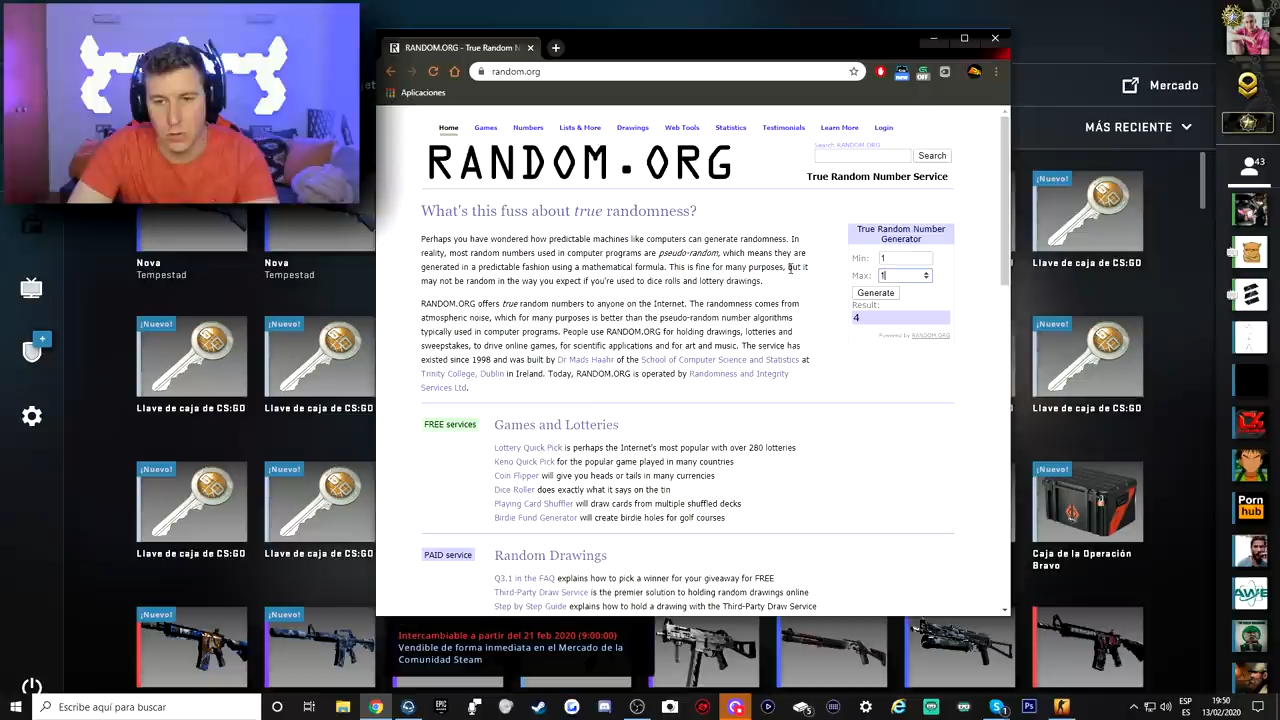 RANDOM.ORG - True Random N
random.org
Aplicaciones
Mercado
MÁS RECIENTE
43
Home Games Numbers Lists & More Drawings Web Tools Statistics Testimonials Learn More Login
RANDOM.ORG
Search RANDOM.ORG
Search
True Random Number Service
What's this fuss about true randomness?
Perhaps you have wondered how predictable machines like computers can generate randomness. In
reality, most random numbers used in computer programs are pseudo-random, which means they are
generated in a predictable fashion using a mathematical formula. This is fine for many purposes, but it
may not be random in the way you expect if you're used to dice rolls and lottery drawings.
RANDOM.ORG offers true random numbers to anyone on the Internet. The randomness comes from
atmospheric noise, which for many purposes is better than the pseudo-random number algorithms
typically used in computer programs. People use RANDOM.ORG for holding drawings, lotteries and
sweepstakes, to drive online games, for scientific applications and for art and music. The service has
existed since 1998 and was built by Dr Mads Haahr of the School of Computer Science and Statistics at
Trinity College, Dublin in Ireland. Today, RANDOM.ORG is operated by Randomness and Integrity
Services Ltd.
True Random Number
Generator
Min: 1
Max: 1
Generate
Result:
4
Powered by RANDOM.ORG
FREE services
Games and Lotteries
Lottery Quick Pick is perhaps the Internet's most popular with over 280 lotteries
Keno Quick Pick for the popular game played in many countries
Coin Flipper will give you heads or tails in many currencies
Dice Roller does exactly what it says on the tin
Playing Card Shuffler will draw cards from multiple shuffled decks
Birdie Fund Generator will create birdie holes for golf courses
PAID service
Random Drawings
Q3.1 in the FAQ explains how to pick a winner for your giveaway for FREE
Third-Party Draw Service is the premier solution to holding random drawings online
Step by Step Guide explains how to hold a drawing with the Third-Party Draw Service
Nova
Tempestad
Nova
Tempestad
¡Nuevo!
Llave de caja de CS:GO
¡Nuevo!
¡Nuevo!
¡Nuevo!
Llave de caja de CS:GO
Llave de caja de CS:GO
Llave de caja de CS:GO
¡Nuevo!
¡Nuevo!
¡Nuevo!
Llave de caja de CS:GO
Llave de caja de CS:GO
Caja de Operación
Bravo
¡Nuevo!
¡Nuevo!
¡Nuevo!
Intercambiable a partir del 21 feb 2020 (9:00:00)
Vendible de forma inmediata en el Mercado de la
Comunidad Steam
Porn
hub
Escribe aquí para buscar
ESP
19:50
13/02/2020